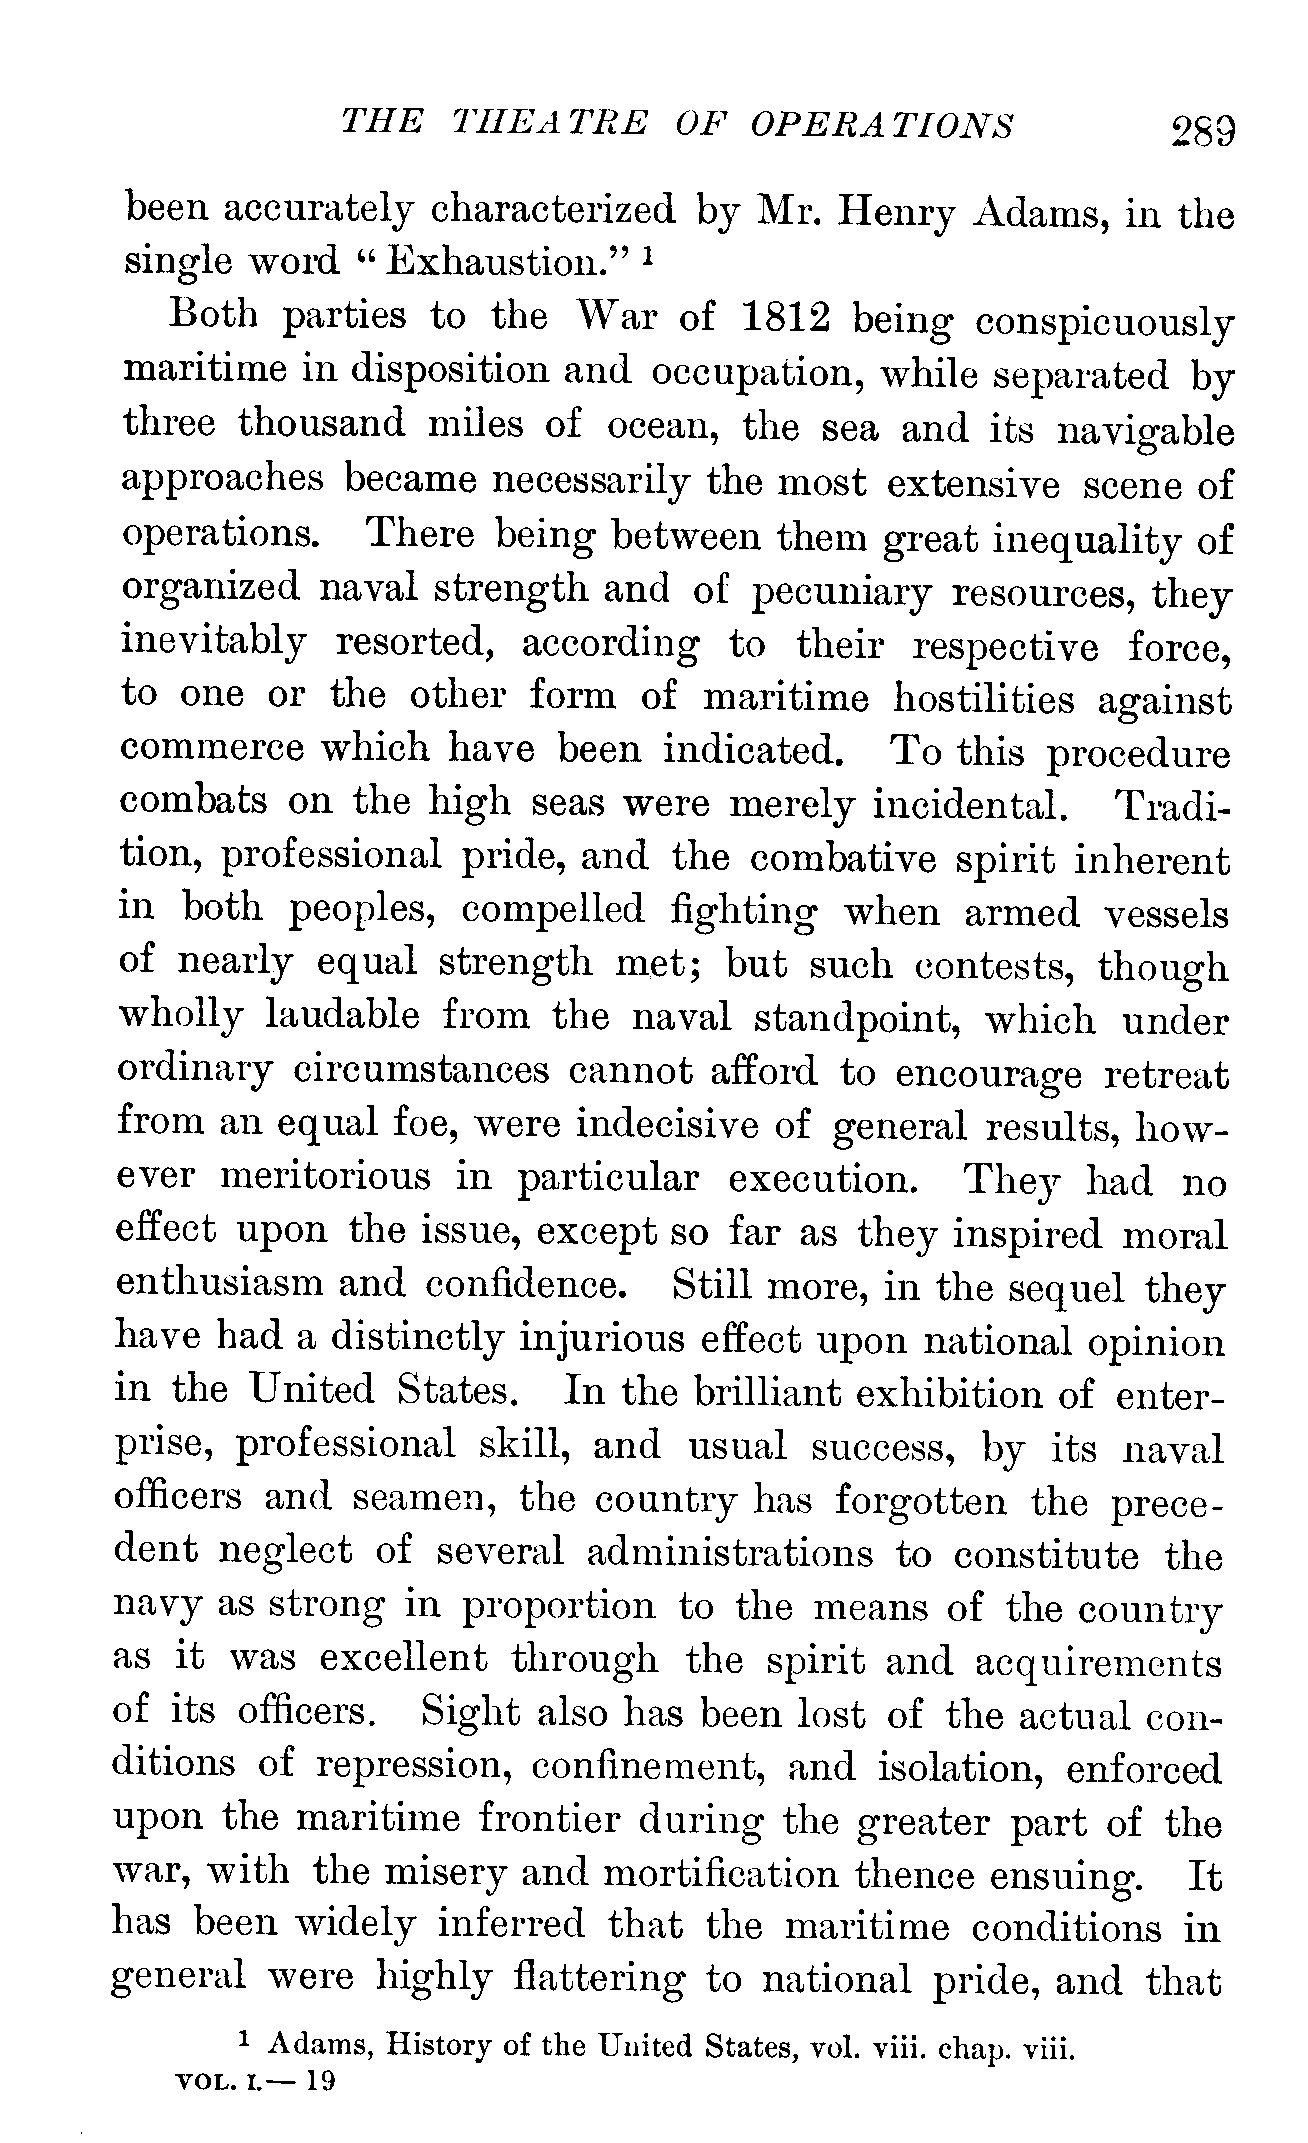 THE THEATRE OF OPERATIONS 289
been accurately characterized by Mr. Henry Adams, in the
single word “ Exhaustion.” ¹
Both parties to the War of 1812 being conspicuously
maritime in disposition and occupation, while separated by
three thousand miles of ocean, the sea and its navigable
approaches became necessarily the most extensive scene of
operations. There being between them great inequality of
organized naval strength and of pecuniary resources, they
inevitably resorted, according to their respective force,
to one or the other form of maritime hostilities against
commerce which have been indicated. To this procedure
combats on the high seas were merely incidental. Tradi-
tion, professional pride, and the combative spirit inherent
in both peoples, compelled fighting when armed vessels
of nearly equal strength met; but such contests, though
wholly laudable from the naval standpoint, which under
ordinary circumstances cannot afford to encourage retreat
from an equal foe, were indecisive of general results, how-
ever meritorious in particular execution. They had no
effect upon the issue, except so far as they inspired moral
enthusiasm and confidence. Still more, in the sequel they
have had a distinctly injurious effect upon national opinion
in the United States. In the brilliant exhibition of enter-
prise, professional skill, and usual success, by its naval
officers and seamen, the country has forgotten the prece-
dent neglect of several administrations to constitute the
navy as strong in proportion to the means of the country
as it was excellent through the spirit and acquirements
of its officers. Sight also has been lost of the actual con-
ditions of repression, confinement, and isolation, enforced
upon the maritime frontier during the greater part of the
war, with the misery and mortification thence ensuing. It
has been widely inferred that the maritime conditions in
general were highly flattering to national pride, and that
¹ Adams, History of the United States, vol. viii. chap. viii.
VOL. I.— 19